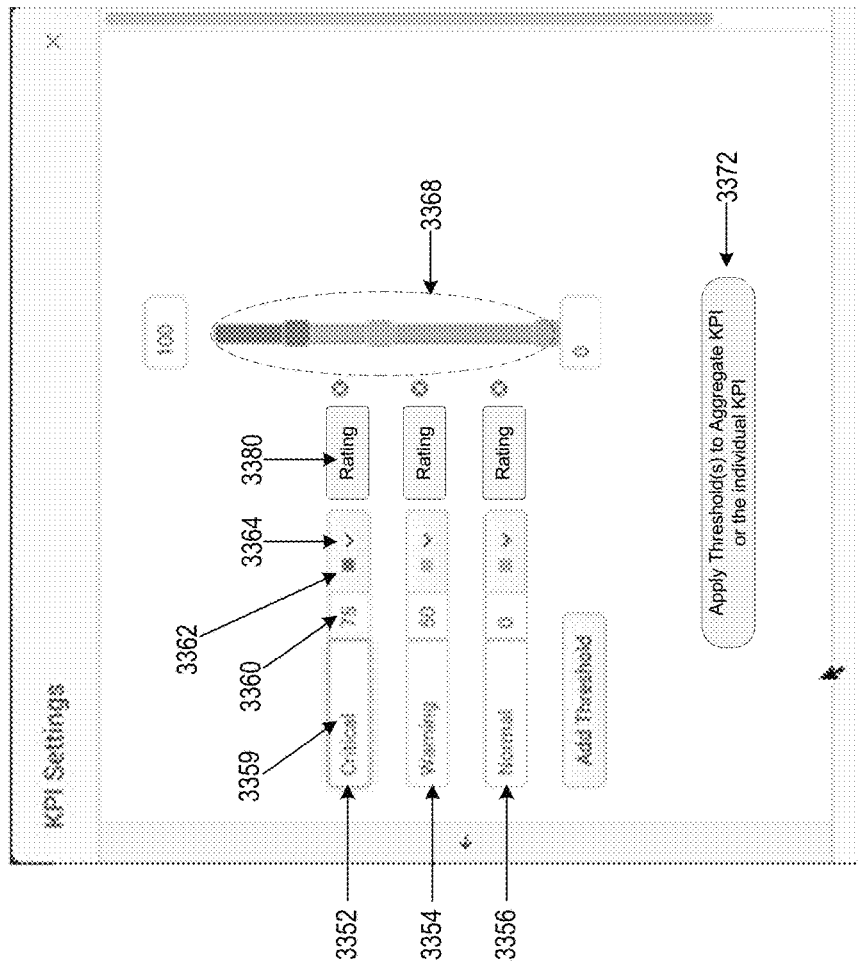 KPI Settings
100
3362
3359 3360 3364 3380
3352 Critical 75 Rating
3354 Warning 50 Rating 3368
3356 Normal 0 Rating
Add Threshold 0
Apply Threshold(s) to Aggregate KPI
or the individual KPI
3372